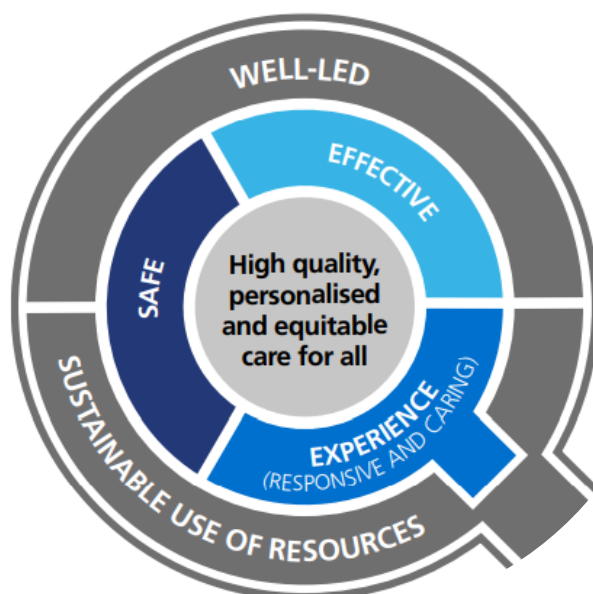 WELL-LED
EFFECTIVE
SAFE
High quality,
personalised
and equitable
care for all
EXPERIENCE
(RESPONSIVE AND CARING)
SUSTAINABLE USE OF RESOURCES